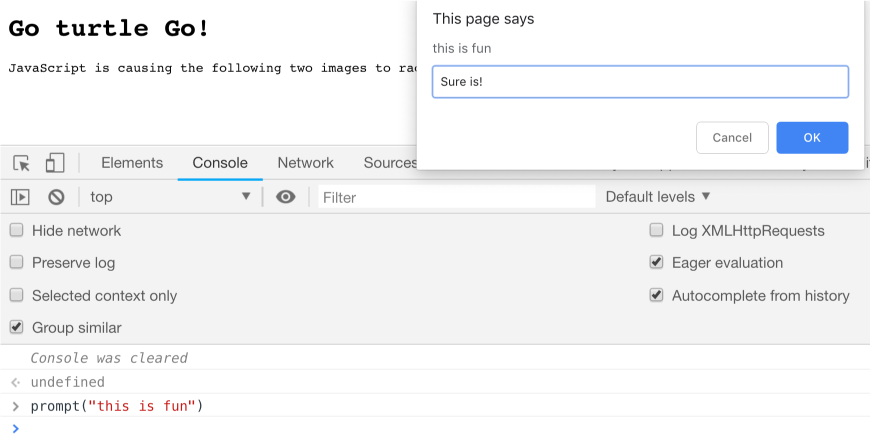 Go turtle Go!
JavaScript is causing the following two images to
This page says
this is fun
Sure is!
Cancel
OK
Elements Console Network Sources
top
Filter
Default levels
Hide network
Log XMLHttpRequests
Preserve log
Eager evaluation
Selected context only
Autocomplete from history
Group similar
Console was cleared
undefined
prompt("this is fun")